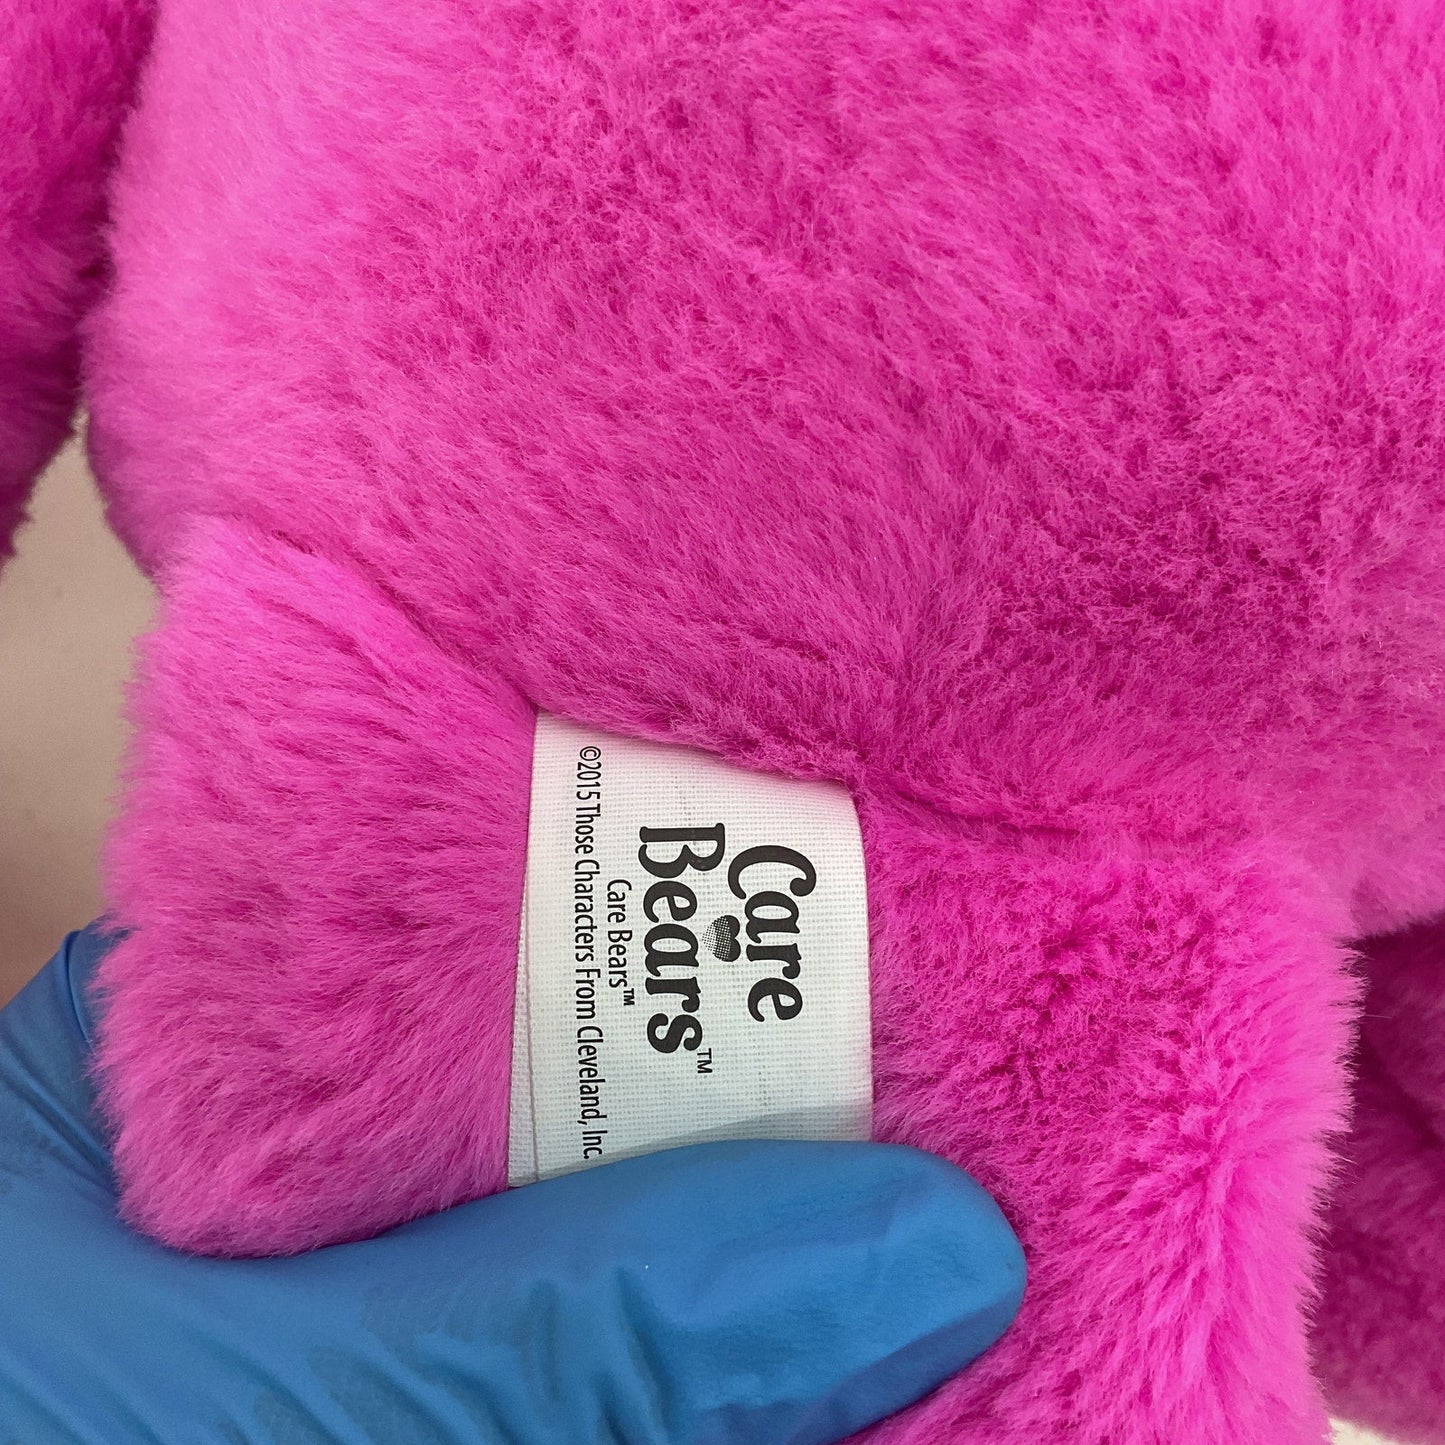 Care
Bears™
Care Bears™
©2015 Those Characters From Cleveland, Inc.